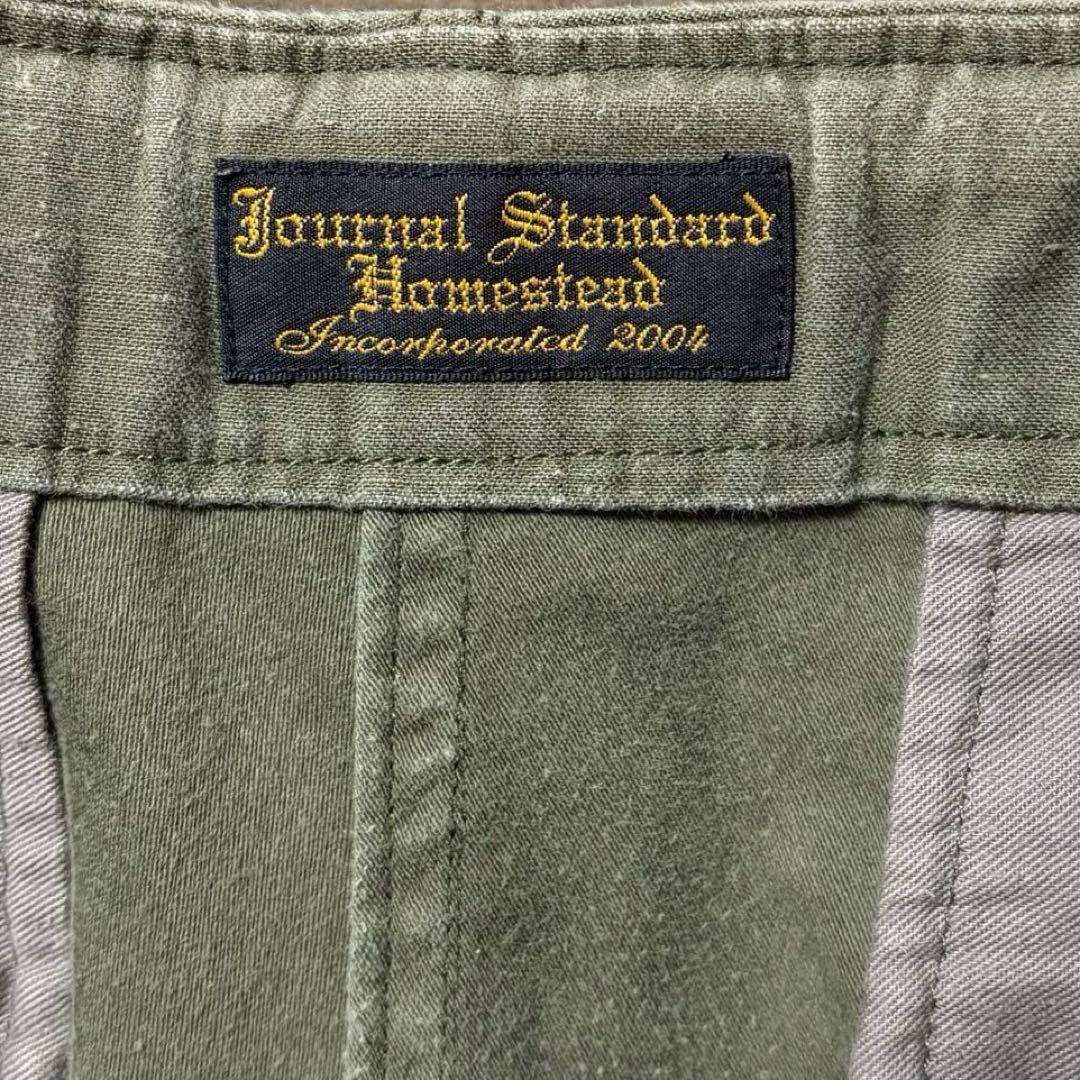 Journal Standard
Homestead
Incorporated 2004